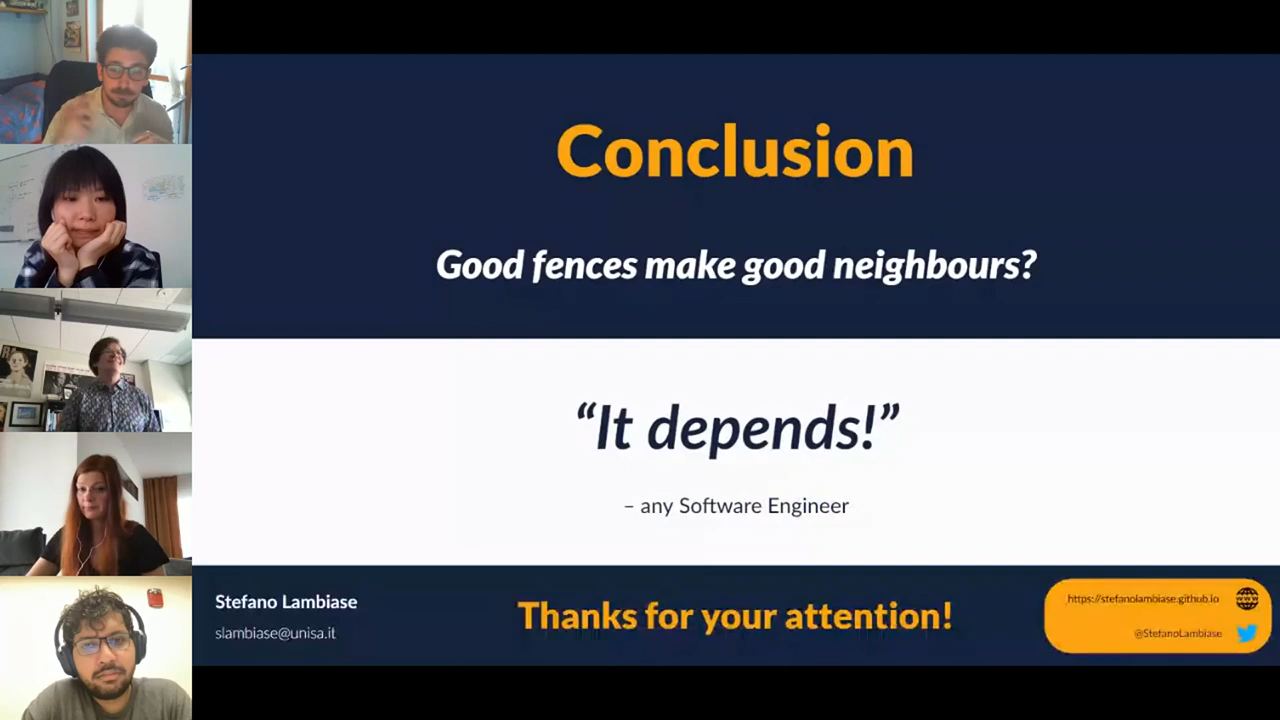 Conclusion
Good fences make good neighbours?
“It depends!”
– any Software Engineer
Stefano Lambiase
slambiase@unisa.it
Thanks for your attention!
https://stefanolambiase.github.io
@StefanoLambiase